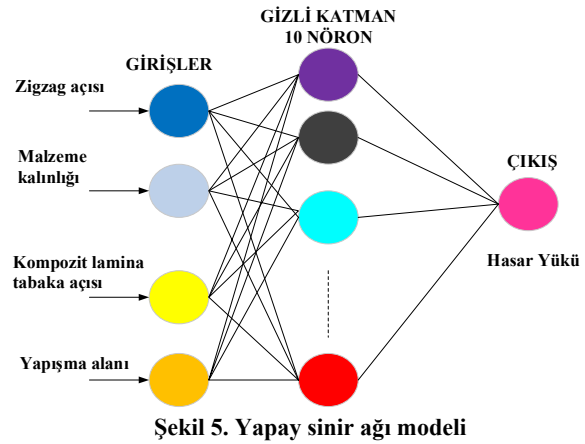 GİZLİ KATMAN
10 NÖRON
GİRİŞLER
Zigzag açısı
Malzeme
kalınlığı
Kompozit lamina
tabaka açısı
Yapışma alanı
ÇIKIŞ
Hasar Yükü
Şekil 5. Yapay sinir ağı modeli